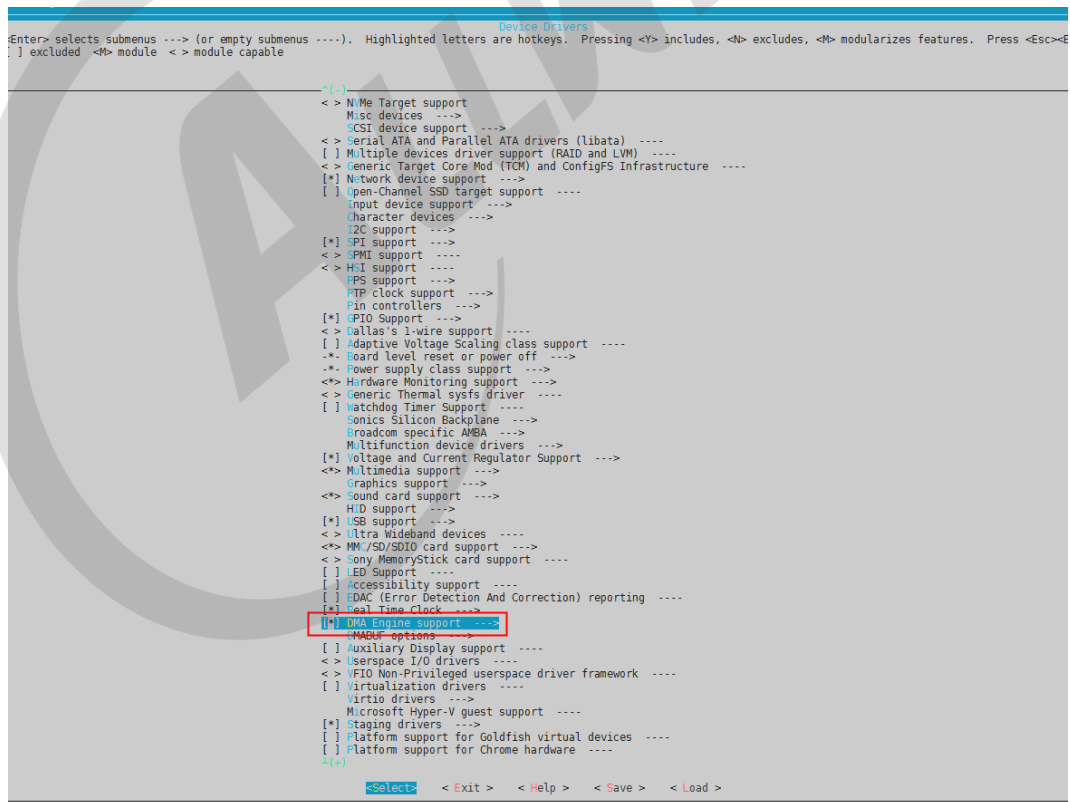 Device Drivers
<Enter> selects submenus ---> (or empty submenus ----).  Highlighted letters are hotkeys.  Pressing <Y> includes, <N> excludes, <M> modularizes features.  Press <Esc><E
[ ] excluded  <M> module  < > module capable
^(-)
< > NVMe Target support
Misc devices  --->
SCSI device support  --->
< > Serial ATA and Parallel ATA drivers (libata)  ----
[ ] Multiple devices driver support (RAID and LVM)  ----
< > Generic Target Core Mod (TCM) and ConfigFS Infrastructure  ----
[*] Network device support  --->
[ ] Open-Channel SSD target support  ----
Input device support  --->
Character devices  --->
I2C support  --->
[*] SPI support  --->
< > SPMI support  ----
< > HSI support  ----
PPS support  --->
PTP clock support  --->
Pin controllers  --->
[*] GPIO Support  --->
< > Dallas's 1-wire support  ----
[ ] Adaptive Voltage Scaling class support  ----
-*- Board level reset or power off  --->
-*- Power supply class support  --->
<*> Hardware Monitoring support  --->
< > Generic Thermal sysfs driver  ----
[ ] Watchdog Timer Support  ----
Sonics Silicon Backplane  --->
Broadcom specific AMBA  --->
Multifunction device drivers  --->
[*] Voltage and Current Regulator Support  --->
<*> Multimedia support  --->
Graphics support  --->
<*> Sound card support  --->
HID support  --->
[*] USB support  --->
< > Ultra Wideband devices  ----
<*> MMC/SD/SDIO card support  --->
< > Sony MemoryStick card support  ----
[ ] LED Support  ----
[ ] Accessibility support  ----
[ ] EDAC (Error Detection And Correction) reporting  ----
[*] Real Time Clock  --->
[*] DMA Engine support  --->
DMABUF options  --->
[ ] Auxiliary Display support  ----
< > Userspace I/O drivers  ----
< > VFIO Non-Privileged userspace driver framework  ----
[ ] Virtualization drivers  ----
Virtio drivers  --->
Microsoft Hyper-V guest support  ----
[*] Staging drivers  --->
[ ] Platform support for Goldfish virtual devices  ----
[ ] Platform support for Chrome hardware  ----
┴(+)
<Select>    < Exit >    < Help >    < Save >    < Load >